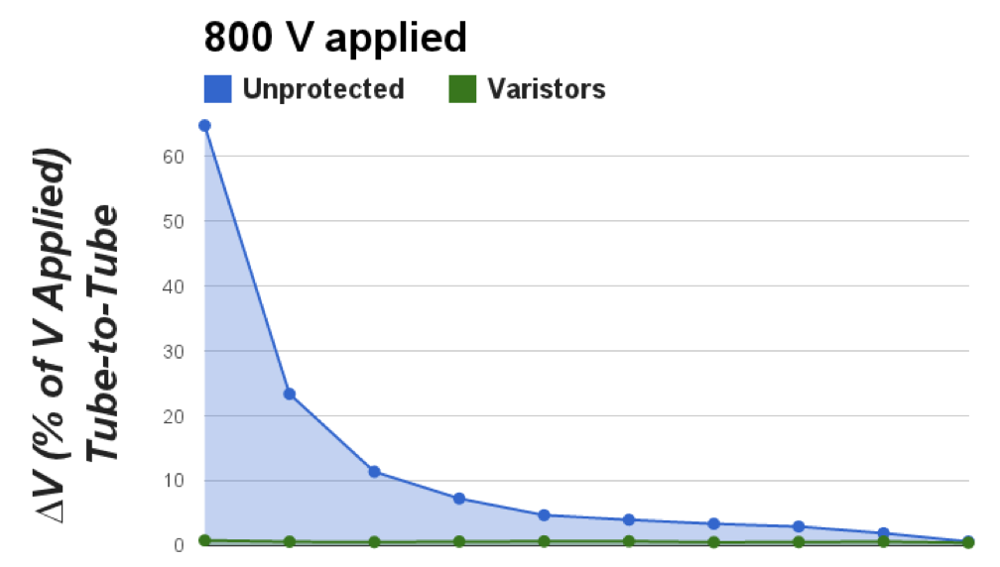 800 V applied
Unprotected
Varistors
ΔV (% of V Applied)
Tube-to-Tube
60
50
40
30
20
10
0